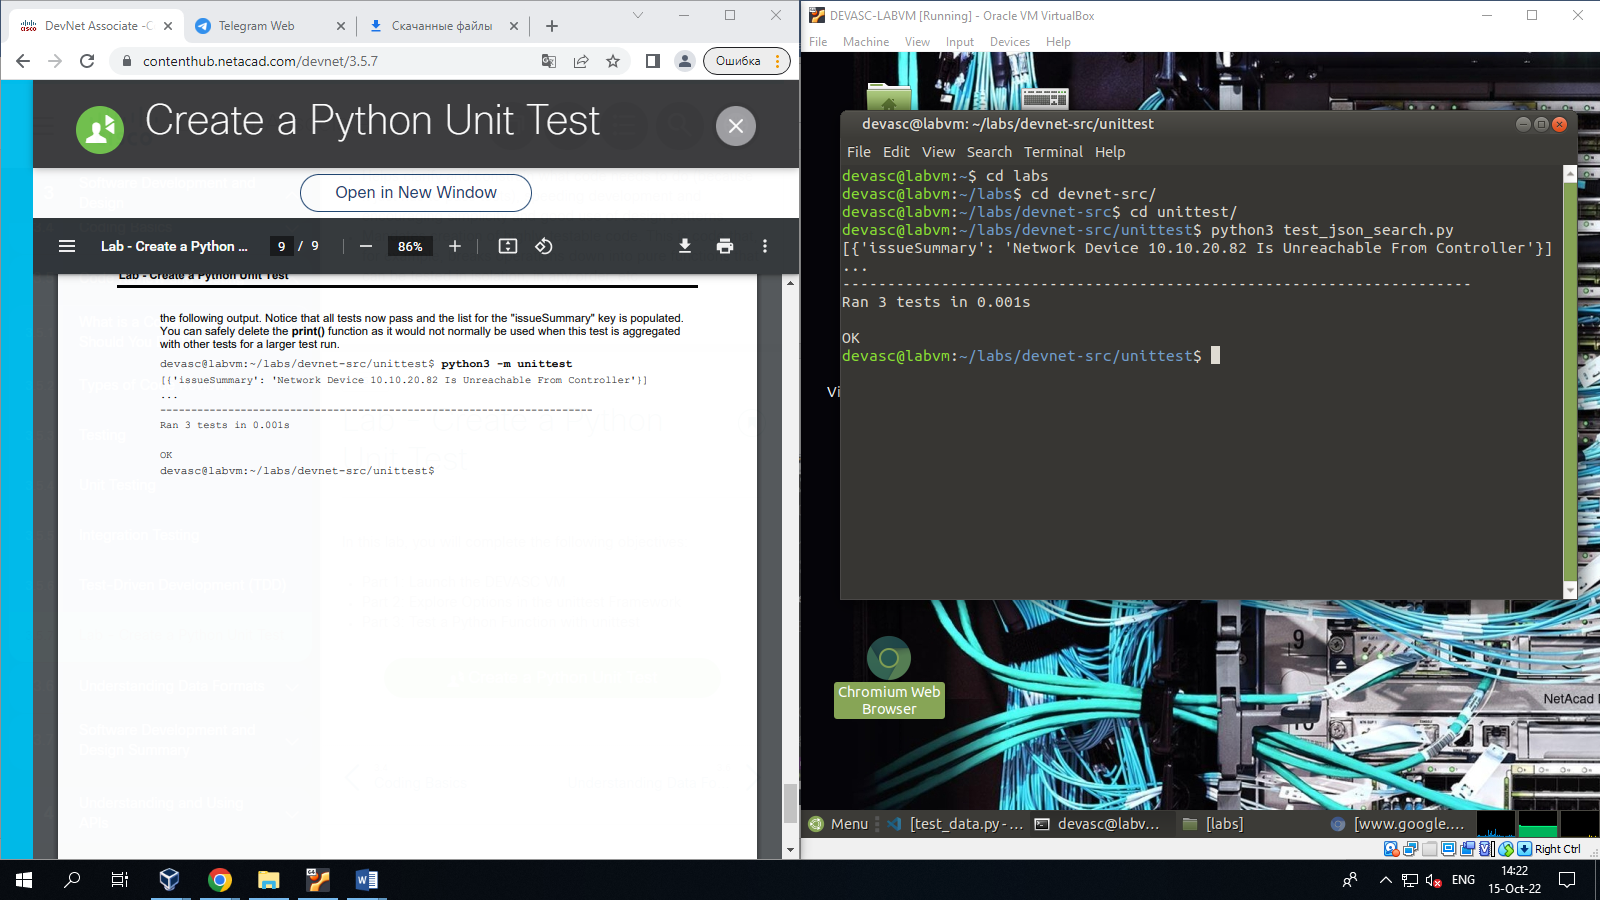 DevNet Associate -C
Telegram Web
Скачанные файлы
contenthub.netacad.com/devnet/3.5.7
Ошибка
Create a Python Unit Test
Open in New Window
Lab - Create a Python ...
9 / 9
86%
Lab - Create a Python Unit Test
the following output. Notice that all tests now pass and the list for the "issueSummary" key is populated.
You can safely delete the print() function as it would not normally be used when this test is aggregated
with other tests for a larger test run.
devasc@labvm:~/labs/devnet-src/unittest$ python3 -m unittest
[{'issueSummary': 'Network Device 10.10.20.82 Is Unreachable From Controller'}]
...
----------------------------------------------------------------------
Ran 3 tests in 0.001s
OK
devasc@labvm:~/labs/devnet-src/unittest$
DEVASC-LABVM [Running] - Oracle VM VirtualBox
File Machine View Input Devices Help
devasc@labvm: ~/labs/devnet-src/unittest
File Edit View Search Terminal Help
devasc@labvm:~$ cd labs
devasc@labvm:~/labs$ cd devnet-src/
devasc@labvm:~/labs/devnet-src$ cd unittest/
devasc@labvm:~/labs/devnet-src/unittest$ python3 test_json_search.py
[{'issueSummary': 'Network Device 10.10.20.82 Is Unreachable From Controller'}]
...
----------------------------------------------------------------------
Ran 3 tests in 0.001s
OK
devasc@labvm:~/labs/devnet-src/unittest$
Vi
9
Chromium Web
Browser
NetAcad
Menu
[test_data.py - ...
devasc@labv...
[labs]
[www.google....
Right Ctrl
ENG
14:22
15-Oct-22